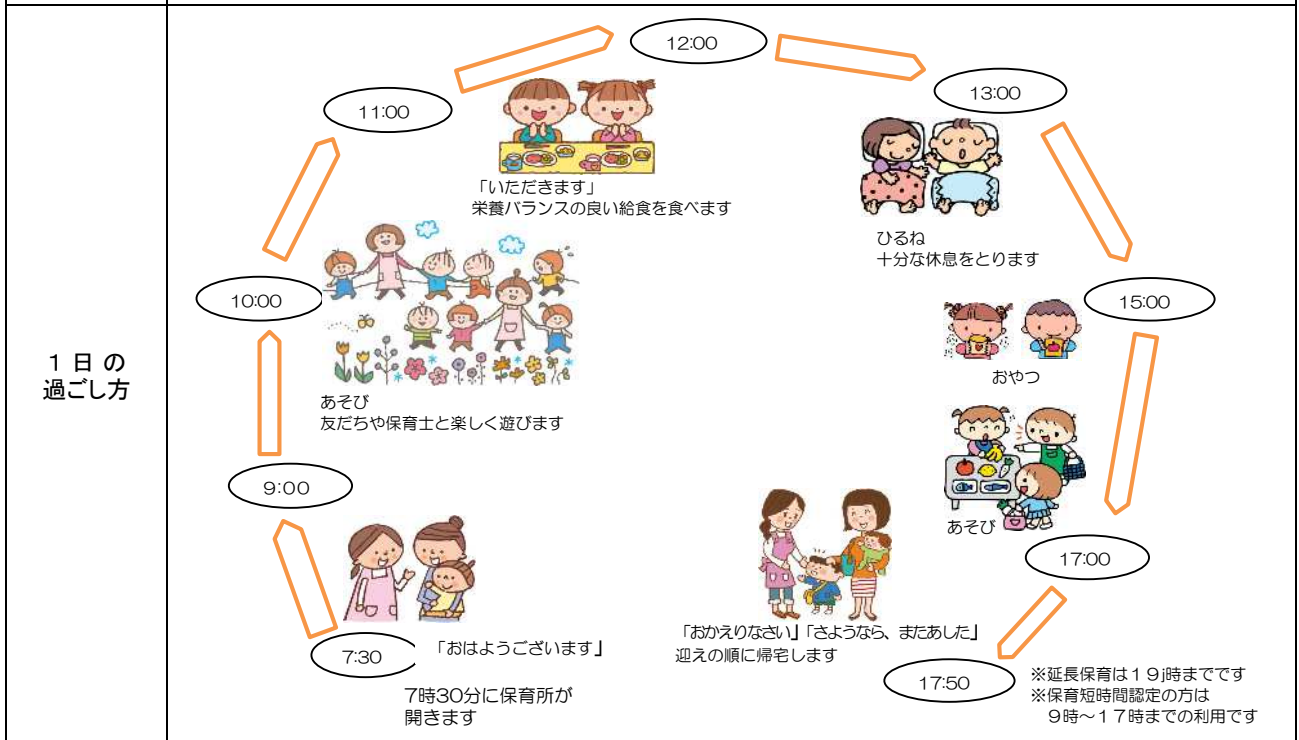 1日の
過ごし方
7:30
「おはようございます」
7時30分に保育所が
開きます
9:00
10:00
あそび
友だちや保育士と楽しく遊びます
11:00
「いただきます」
栄養バランスの良い給食を食べます
12:00
13:00
ひるね
十分な休息をとります
15:00
おやつ
あそび
17:00
「おかえりなさい」「さようなら、またあした」
迎えの順に帰宅します
17:50
※延長保育は19j時までです
※保育短時間認定の方は
9時～17時までの利用です